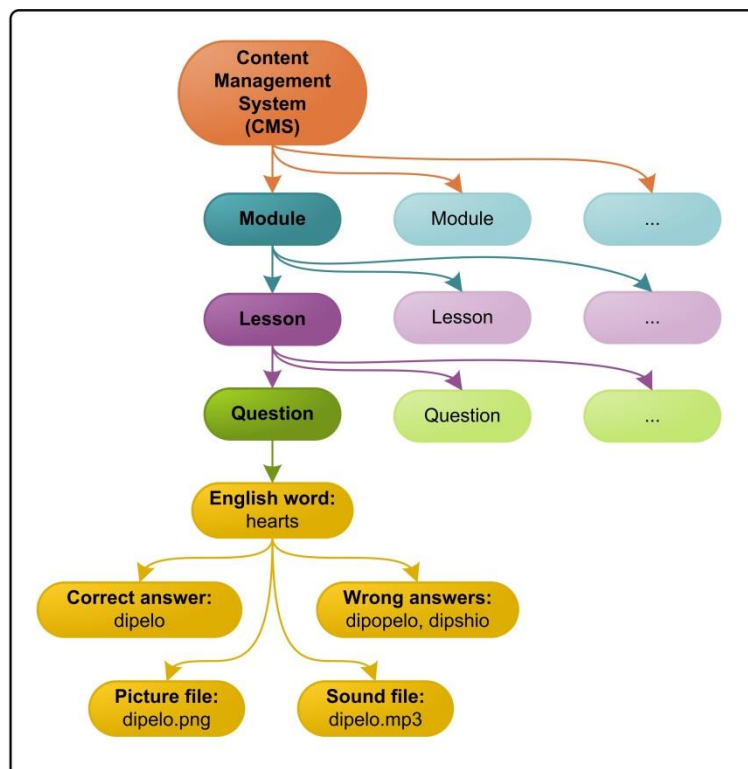 Content
Management
System
(CMS)
Module
Module
...
Lesson
Lesson
...
Question
Question
...
English word:
hearts
Correct answer:
dipelo
Wrong answers:
dipopelo, dipshio
Picture file:
dipelo.png
Sound file:
dipelo.mp3